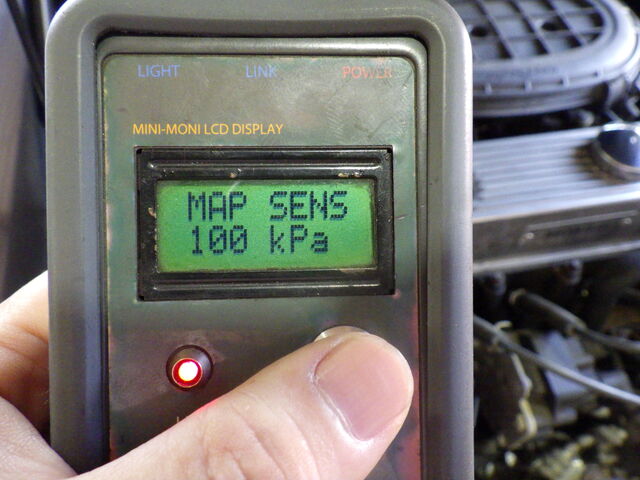 LIGHT LINK POWER
MINI-MONI LCD DISPLAY
MAP SENS
100 kPa